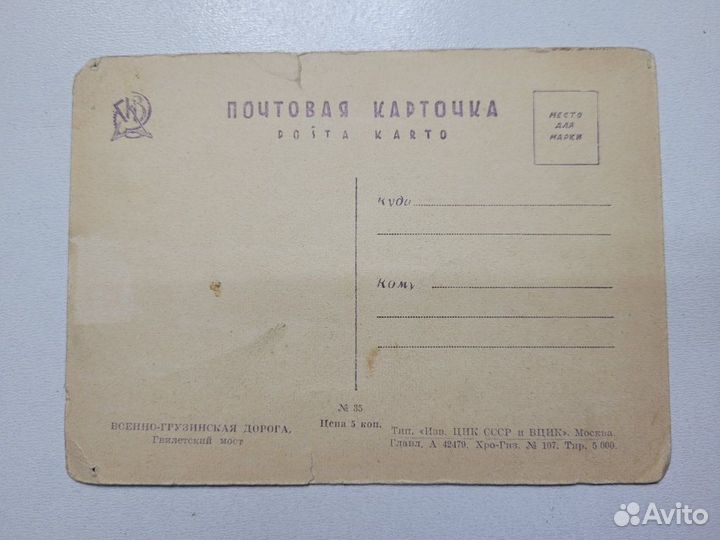 ПОЧТОВАЯ КАРТОЧКА
POŜTA KARTO
МЕСТО
ДЛЯ
МАРКИ
Куда
Кому
№ 35
Цена 5 коп.
ВОЕННО-ГРУЗИНСКАЯ ДОРОГА.
Гвилетский мост
Тип. «Изв. ЦИК СССР и ВЦИК». Москва
Главл. А 42479. Хро-Гиз. № 107. Тир. 5 000.
Avito